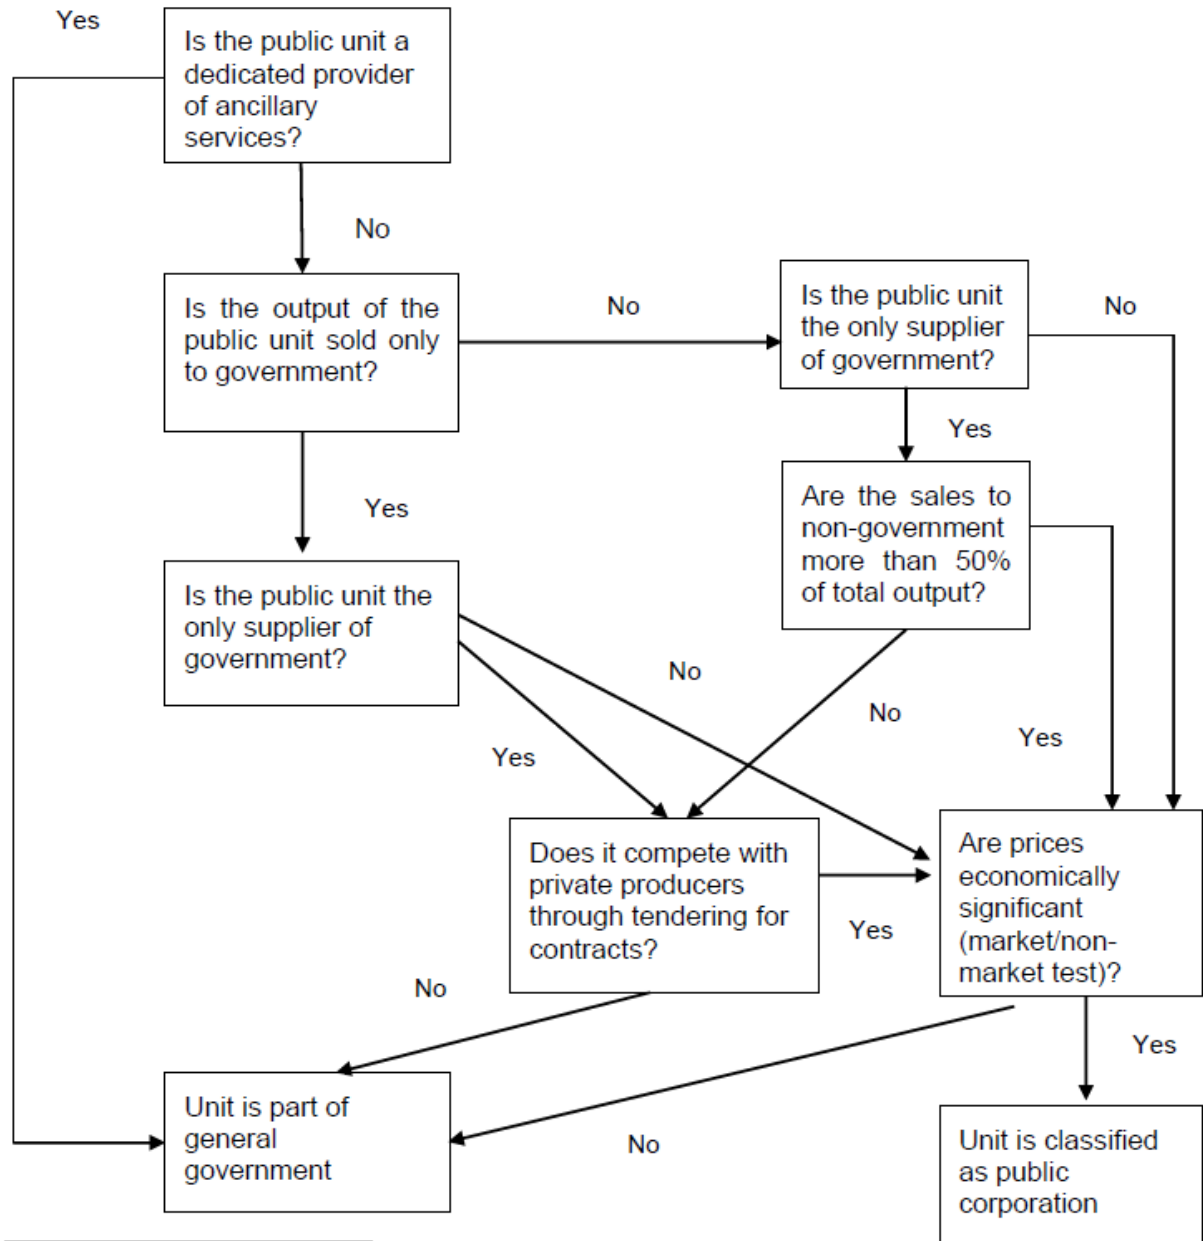 Yes
Is the public unit a
dedicated provider
of ancillary
services?
No
Is the output of the
public unit sold only
to government?
No
Is the public unit
the only supplier
of government?
No
Yes
Are the sales to
non-government
more than 50%
of total output?
Yes
Is the public unit the
only supplier of
government?
No
No
Yes
Yes
Does it compete with
private producers
through tendering for
contracts?
Yes
Are prices
economically
significant
(market/non-
market test)?
No
Yes
Unit is part of
general
government
No
Unit is classified
as public
corporation